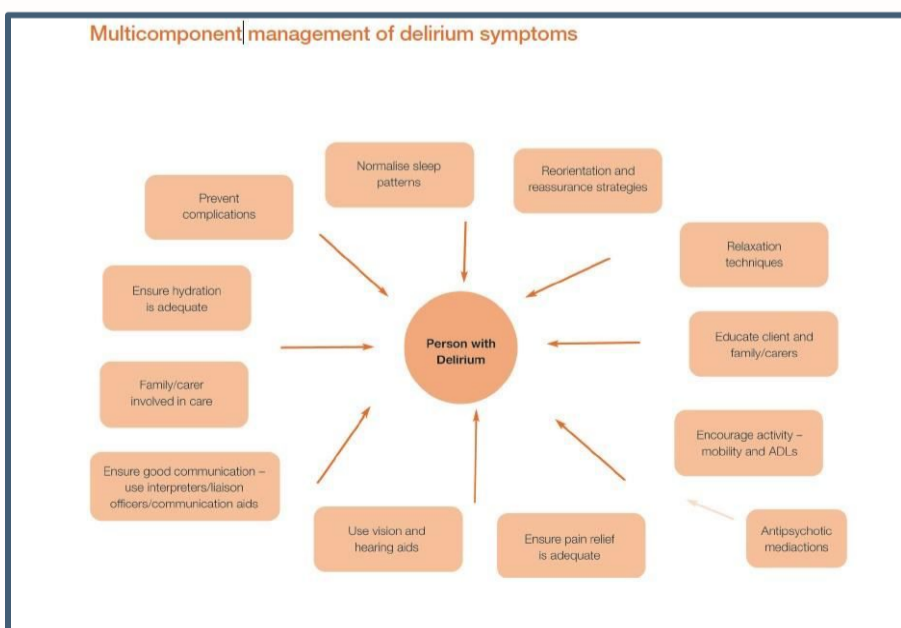 Multicomponent management of delirium symptoms
Normalise sleep
patterns
Reorientation and
reassurance strategies
Prevent
complications
Relaxation
techniques
Ensure hydration
is adequate
Person with
Delirium
Educate client and
family/carers
Family/carer
involved in care
Encourage activity –
mobility and ADLs
Ensure good communication –
use interpreters/liaison
officers/communication aids
Use vision and
hearing aids
Ensure pain relief
is adequate
Antipsychotic
mediactions